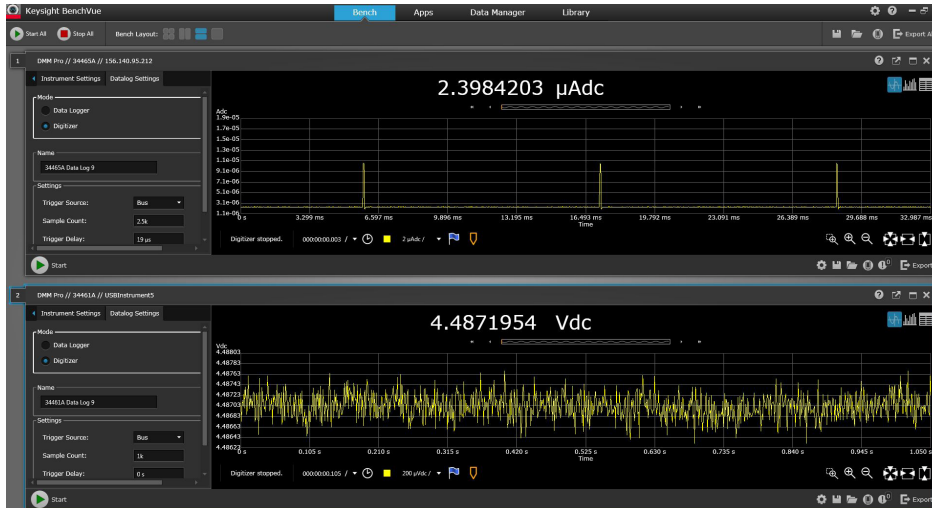 Keysight BenchVue
Bench Apps Data Manager Library
Start All Stop All Bench Layout: Export Al
1 DMM Pro // 34465A // 156.140.95.212
Instrument Settings Datalog Settings
Mode
Data Logger
Digitizer
Name
34465A Data Log 9
Settings
Trigger Source: Bus
Sample Count: 2.5k
Trigger Delay: 19 µs
2.3984203 µAdc
Adc
1.9e-05
1.7e-05
1.5e-05
1.3e-05
1.1e-05
9.1e-06
7.1e-06
5.1e-06
3.1e-06
1.1e-06
0 s 3.299 ms 6.597 ms 9.896 ms 13.195 ms 16.493 ms 19.792 ms 23.091 ms 26.389 ms 29.688 ms 32.987 ms
Time
Digitizer stopped. 000:00:00.003 / 2 µAdc /
Start Export
2 DMM Pro // 34461A // USBInstrument5
Instrument Settings Datalog Settings
Mode
Data Logger
Digitizer
Name
34461A Data Log 9
Settings
Trigger Source: Bus
Sample Count: 1k
Trigger Delay: 0 s
4.4871954 Vdc
Vdc
4.48803
4.48783
4.48763
4.48743
4.48723
4.48703
4.48683
4.48663
4.48643
4.48623
0 s 0.105 s 0.210 s 0.315 s 0.420 s 0.525 s 0.630 s 0.735 s 0.840 s 0.945 s 1.050 s
Time
Digitizer stopped. 000:00:00.105 / 200 µVdc /
Start Export